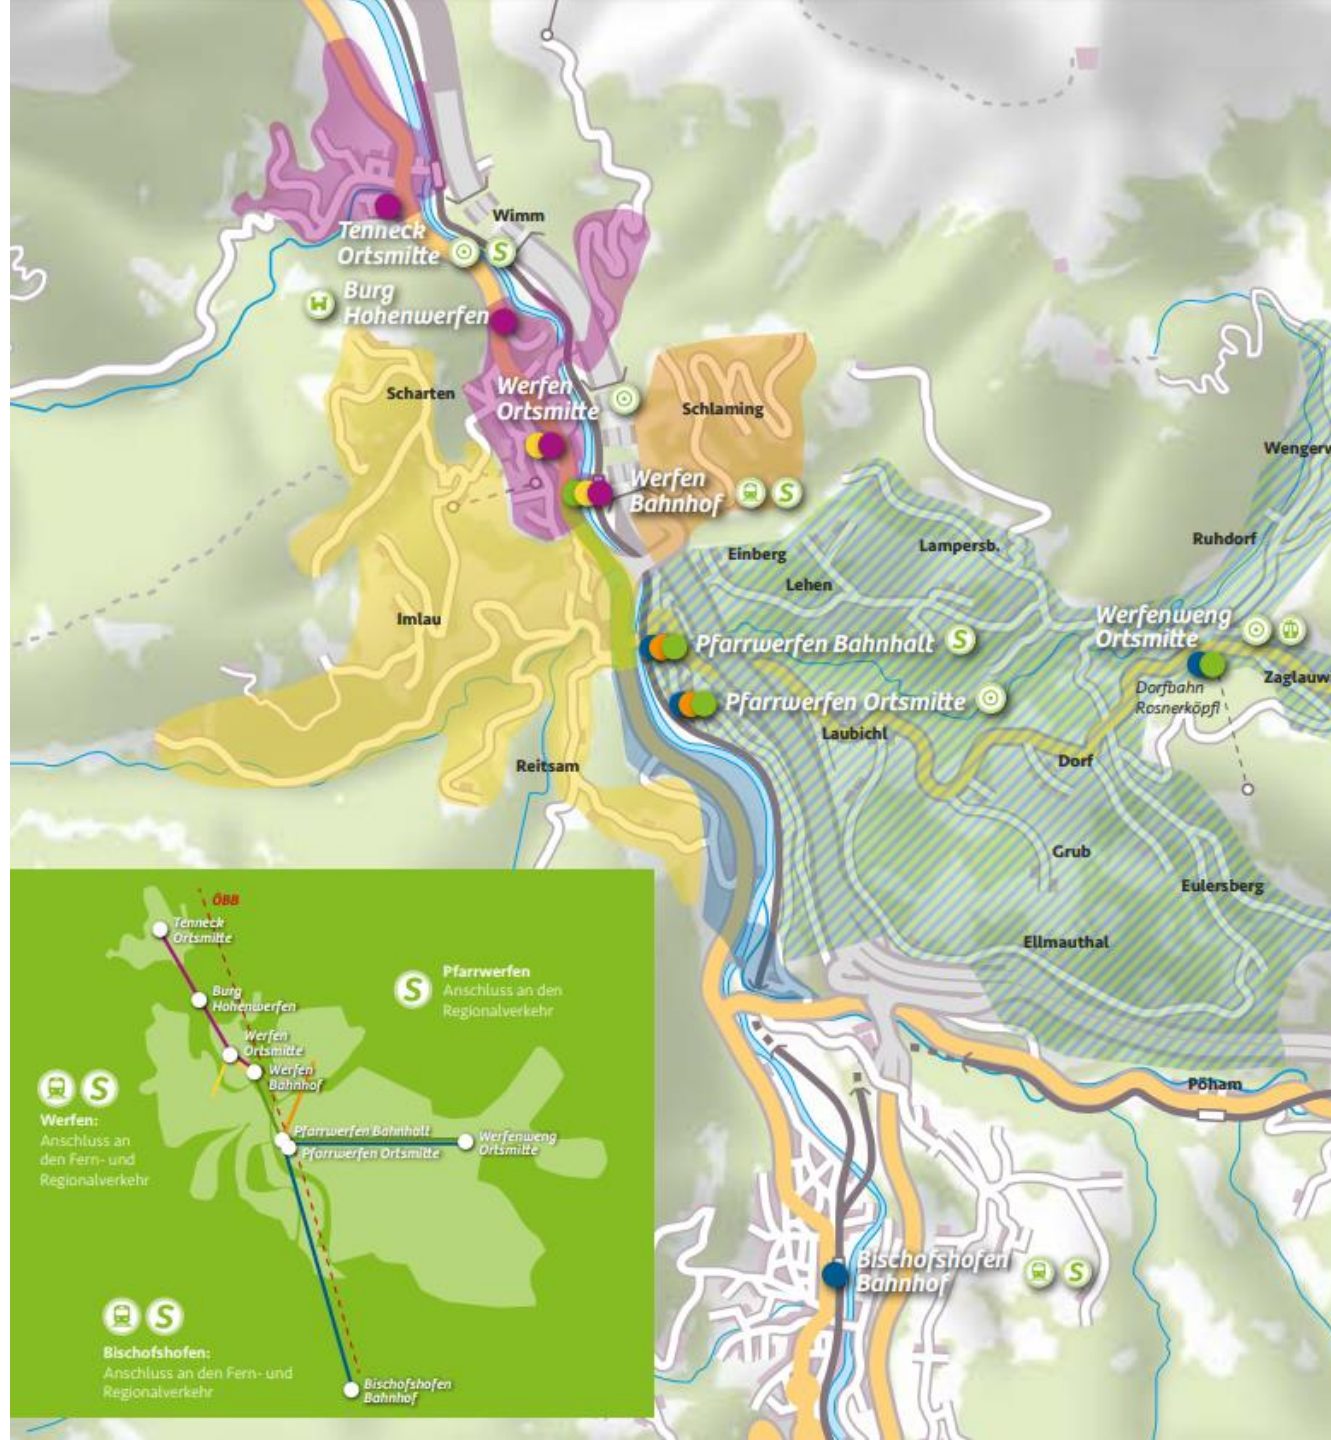 Wimm
Tenneck
Ortsmitte
S
Burg
Hohenwerfen
Scharten
Werfen
Ortsmitte
Schlaming
Werfen
Bahnhof
S
Einberg
Lampersb.
Lehen
Ruhdorf
Imlau
Pfarrwerfen Bahnhalt
S
Werfenweng
Ortsmitte
Dorfbahn
Rosnerköpfl
Pfarrwerfen Ortsmitte
Laubichl
Dorf
Reitsam
Grub
Eulersberg
Ellmauthal
Pöham
Bischofshofen
Bahnhof
S
ÖBB
Tenneck
Ortsmitte
S
Pfarrwerfen
Anschluss an den
Regionalverkehr
Burg
Hohenwerfen
Werfen
Ortsmitte
Werfen
Bahnhof
S
Werfen:
Anschluss an
den Fern- und
Regionalverkehr
Pfarrwerfen Bahnhalt
Pfarrwerfen Ortsmitte
Werfenweng
Ortsmitte
S
Bischofshofen:
Anschluss an den Fern- und
Regionalverkehr
Bischofshofen
Bahnhof